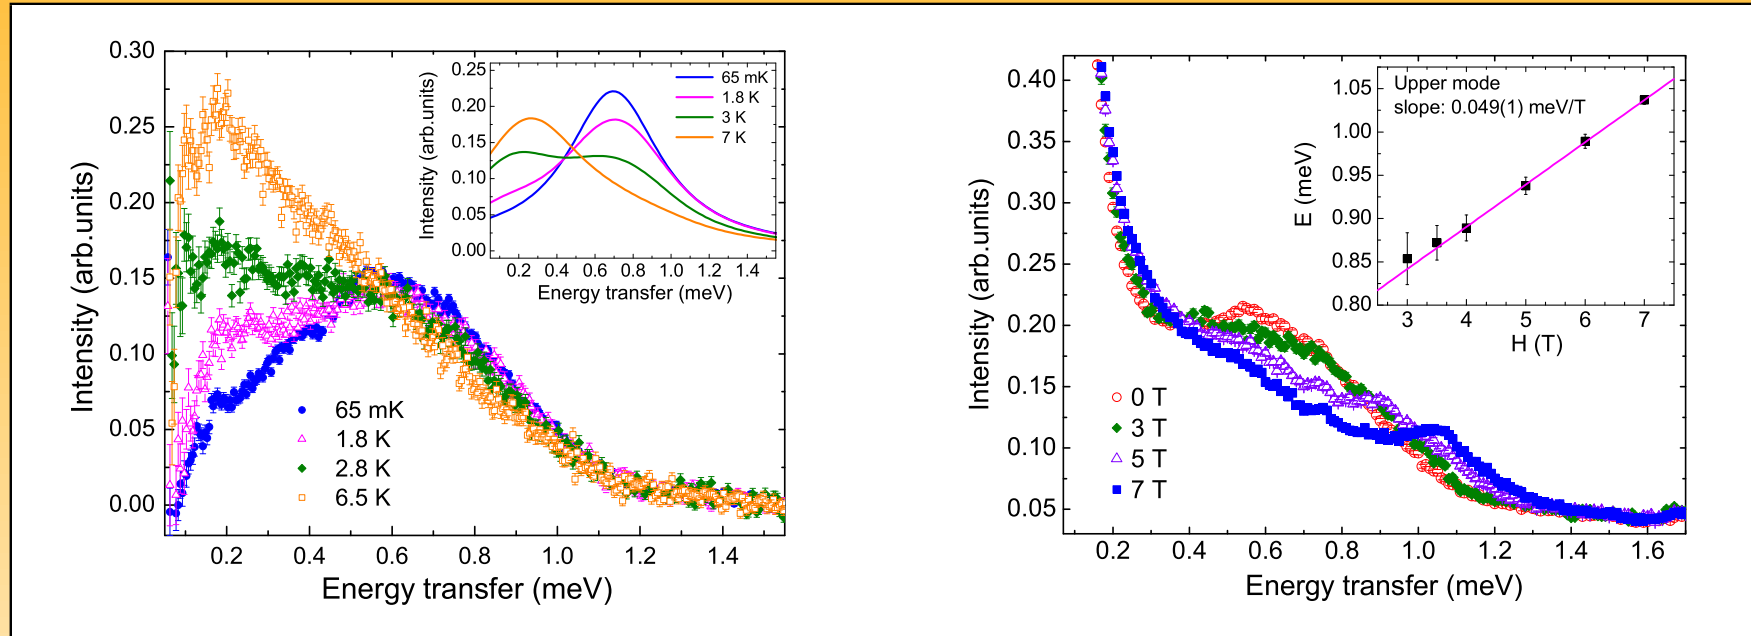 0.30
0.25
0.20
0.15
0.10
0.05
0.00
Intensity (arb.units)
0.2 0.4 0.6 0.8 1.0 1.2 1.4
Energy transfer (meV)
65 mK
1.8 K
2.8 K
6.5 K
0.25
0.20
0.15
0.10
0.05
0.00
Intensity (arb.units)
65 mK
1.8 K
3 K
7 K
0.2 0.4 0.6 0.8 1.0 1.2 1.4
Energy transfer (meV)
0.40
0.35
0.30
0.25
0.20
0.15
0.10
0.05
Intensity (arb.units)
0 T
3 T
5 T
7 T
0.2 0.4 0.6 0.8 1.0 1.2 1.4 1.6
Energy transfer (meV)
Upper mode
slope: 0.049(1) meV/T
1.05
1.00
0.95
0.90
0.85
0.80
E (meV)
3 4 5 6 7
H (T)